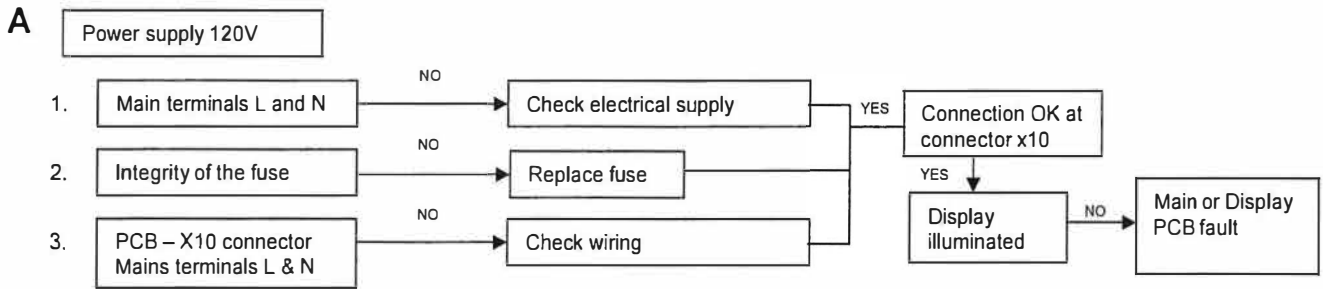 A
Power supply 120V
1.
Main terminals L and N
NO
Check electrical supply
YES
Connection OK at
connector x10
2.
Integrity of the fuse
NO
Replace fuse
YES
3.
PCB – X10 connector
Mains terminals L & N
NO
Check wiring
Display
illuminated
NO
Main or Display
PCB fault